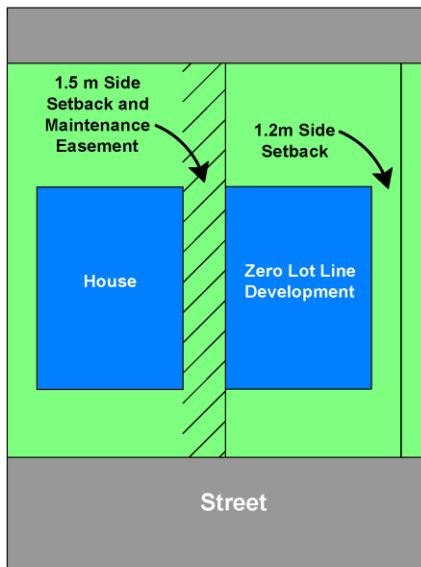 1.5 m Side
Setback and
Maintenance
Easement
1.2m Side
Setback
House
Zero Lot Line
Development
Street